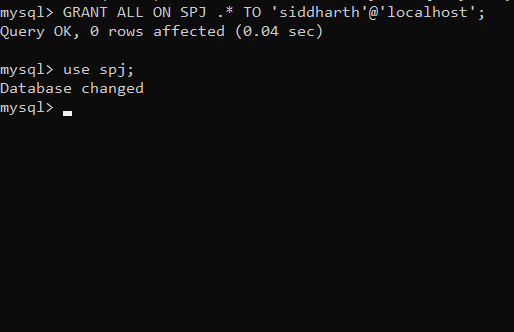 mysql> GRANT ALL ON SPJ .* TO 'siddharth'@'localhost';
Query OK, 0 rows affected (0.04 sec)
mysql> use spj;
Database changed
mysql>